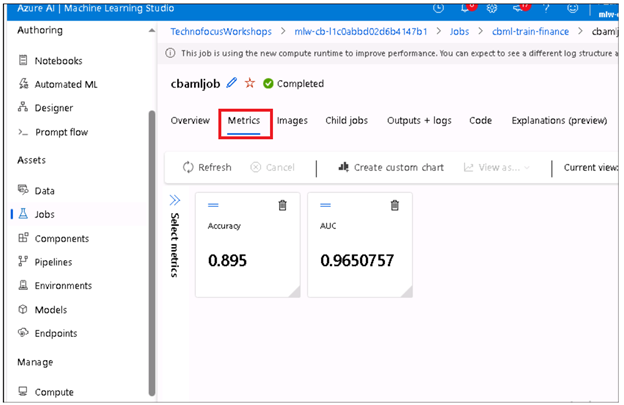 Azure AI | Machine Learning Studio
Authoring
Notebooks
Automated ML
Designer
Prompt flow
Assets
Data
Jobs
Components
Pipelines
Environments
Models
Endpoints
Manage
Compute
TechnofocusWorkshops > mlw-cb-l1c0abbd02d6b4147b1 > Jobs > cbml-train-finance > cbamlj
This job is using the new compute runtime to improve performance. You can expect to see a different log structure a
cbamljob Completed
Overview Metrics Images Child jobs Outputs + logs Code Explanations (preview)
Refresh Cancel Create custom chart View as... Current view:
Select metrics
Accuracy
0.895
AUC
0.9650757